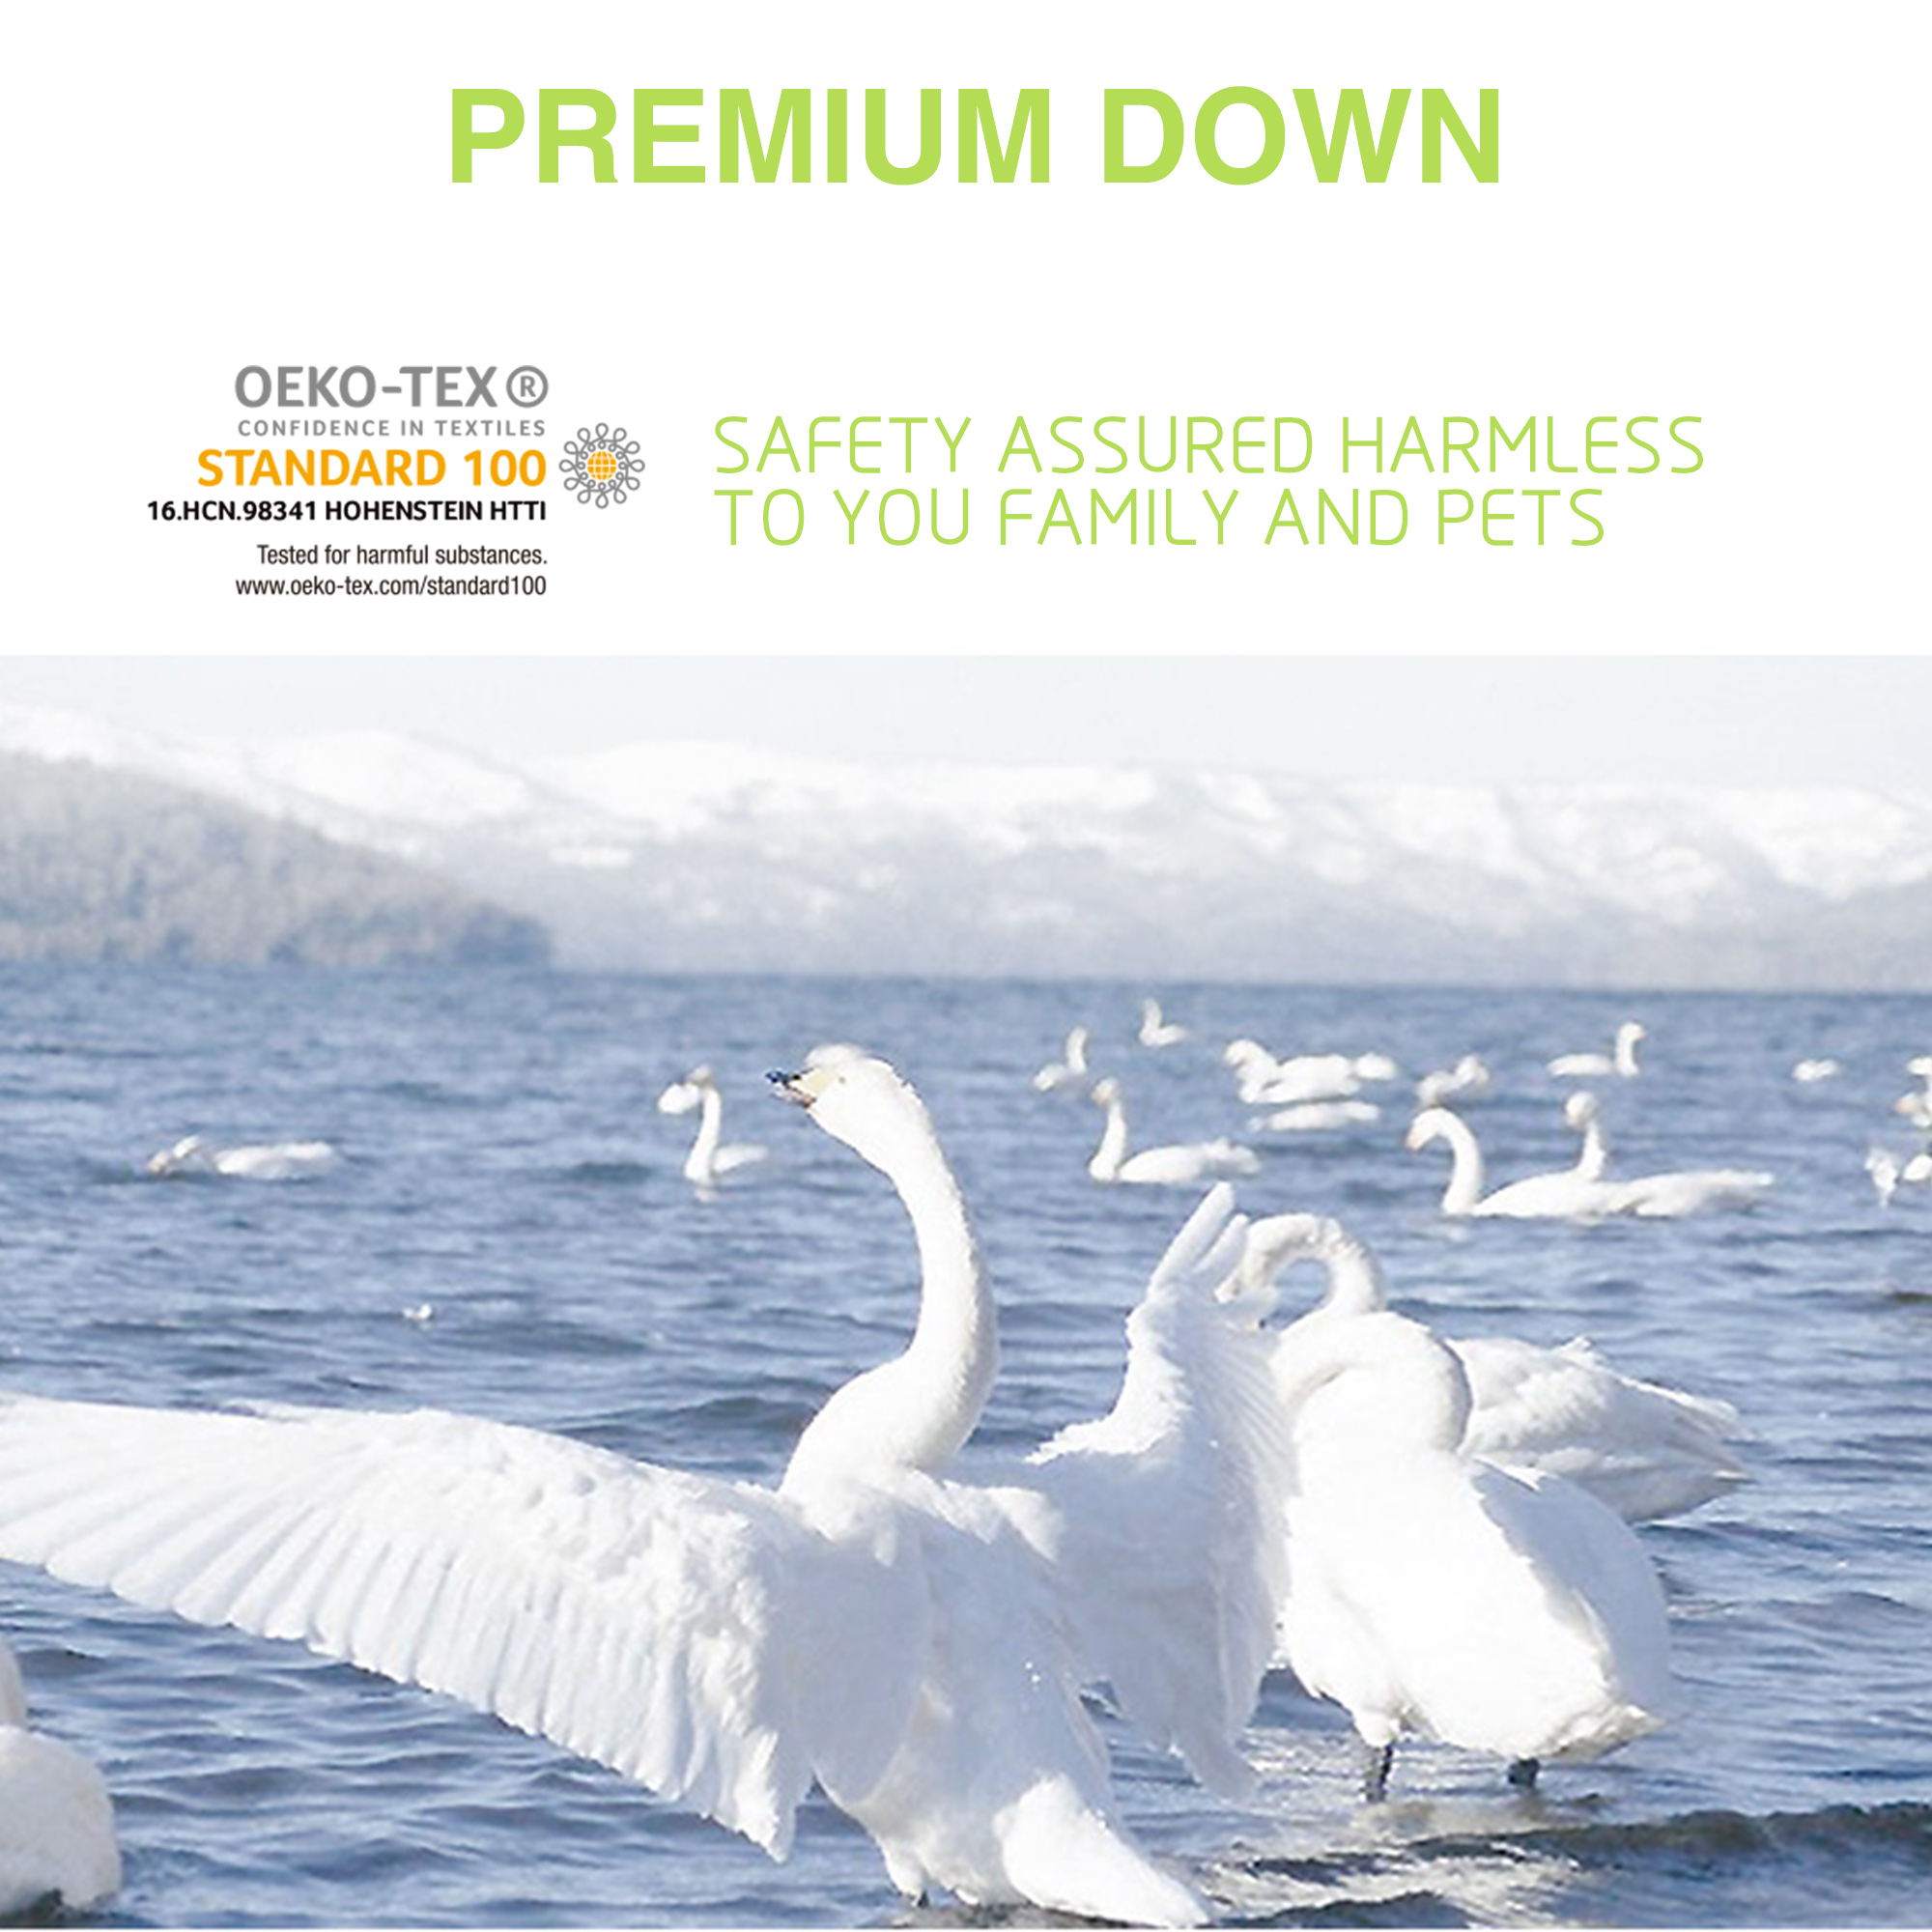 PREMIUM DOWN
OEKO-TEX®
CONFIDENCE IN TEXTILES
STANDARD 100
16.HCN.98341 HOHENSTEIN HTTI
Tested for harmful substances.
www.oeko-tex.com/standard100
SAFETY ASSURED HARMLESS
TO YOU FAMILY AND PETS